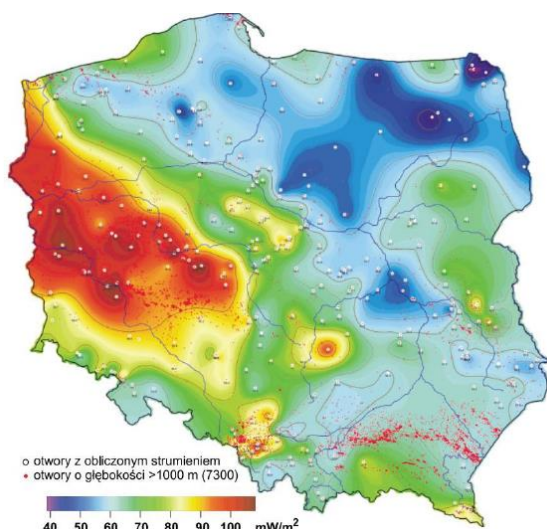 otwory z obliczonym strumieniem
otwory o głębokości >1000 m (7300)
40 50 60 70 80 90 100 mW/m²